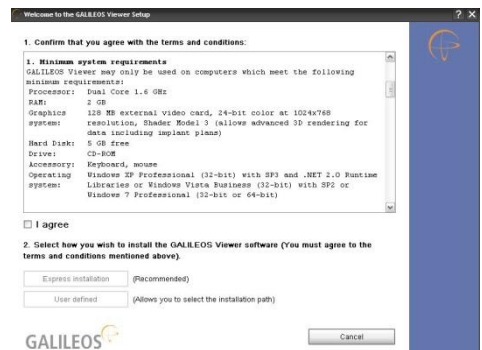 Welcome to the GALILEOS Viewer Setup
? X
1. Confirm that you agree with the terms and conditions:
1. Minimum system requirements
GALILEOS Viewer may only be used on computers which meet the following
minimum requirements:
Processor: Dual Core 1.6 GHz
RAM: 2 GB
Graphics 128 MB external video card, 24-bit color at 1024x768
system: resolution, Shader Model 3 (allows advanced 3D rendering for
data including implant plans)
Hard Disk: 5 GB free
Drive: CD-ROM
Accessory: Keyboard, mouse
Operating Windows XP Professional (32-bit) with SP3 and .NET 2.0 Runtime
system: Libraries or Windows Vista Business (32-bit) with SP2 or
Windows 7 Professional (32-bit or 64-bit)
I agree
2. Select how you wish to install the GALILEOS Viewer software (You must agree to the
terms and conditions mentioned above).
Express installation (Recommended)
User defined (Allows you to select the installation path)
GALILEOS
Cancel